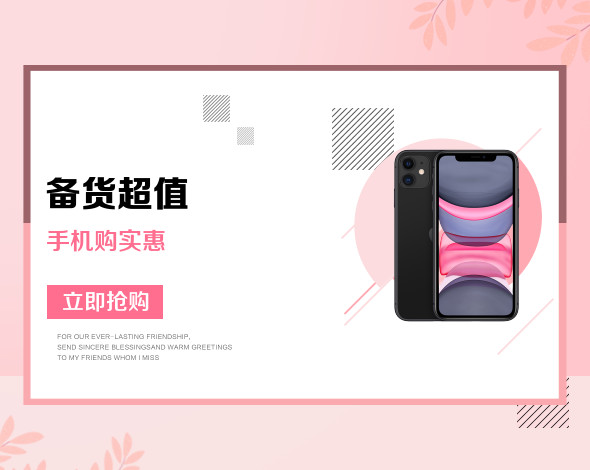 备货超值
手机购实惠
立即抢购
FOR OUR EVER-LASTING FRIENDSHIP,
SEND SINCERE BLESSINGSAND WARM GREETINGS
TO MY FRIENDS WHOM I MISS